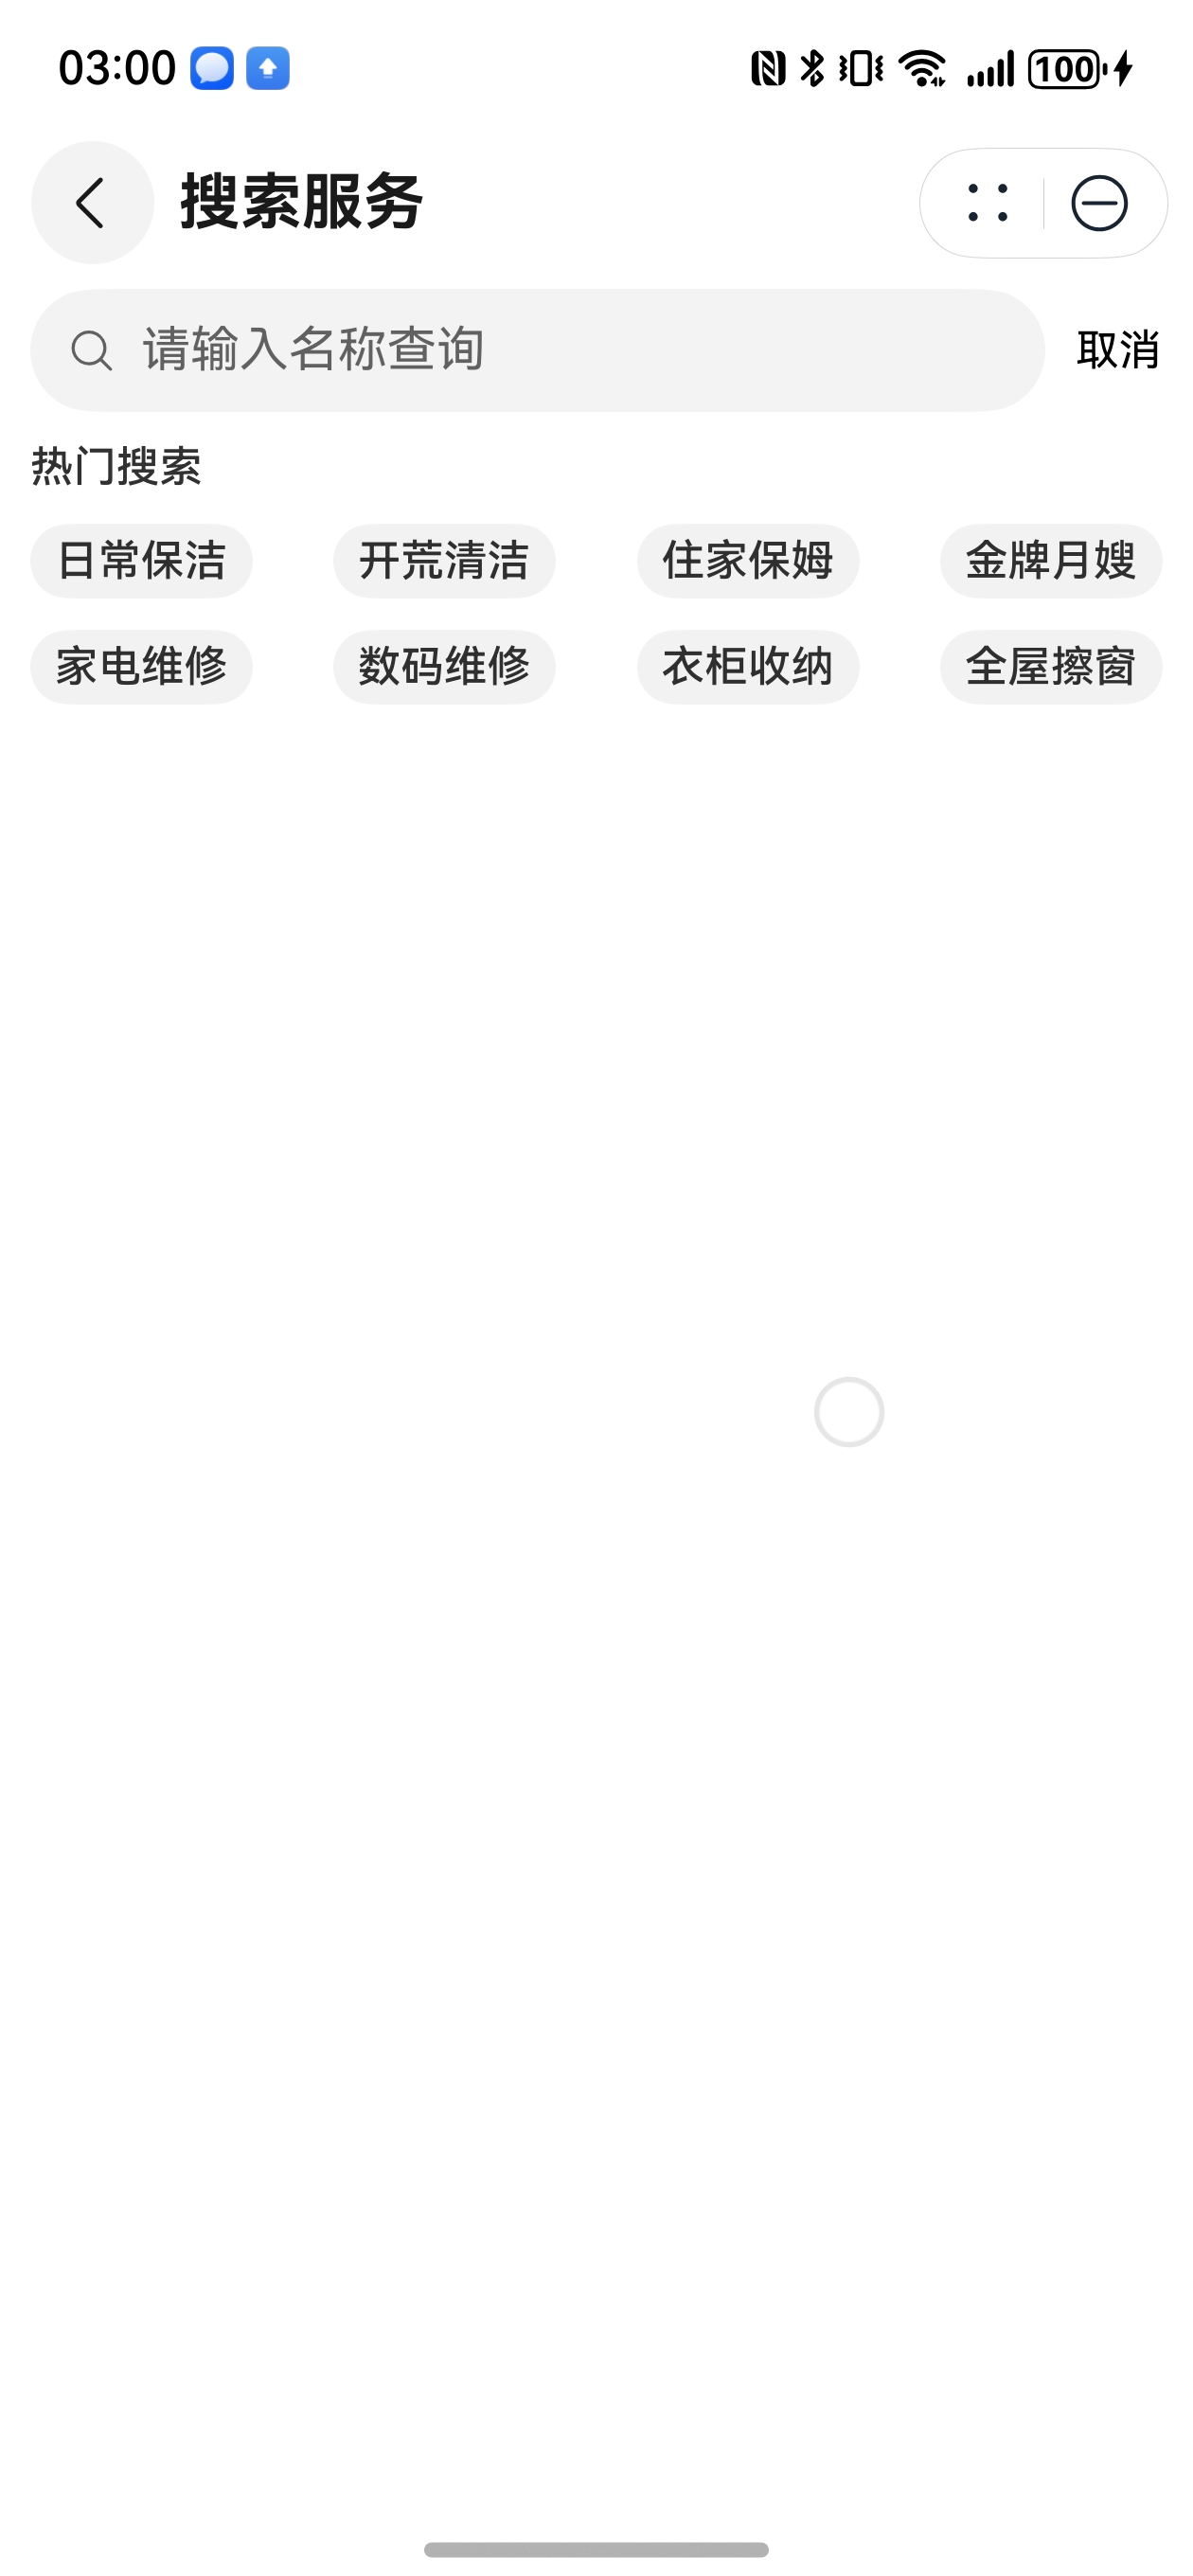 03:00 100
搜索服务
请输入名称查询 取消
热门搜索
日常保洁 开荒清洁 住家保姆 金牌月嫂
家电维修 数码维修 衣柜收纳 全屋擦窗